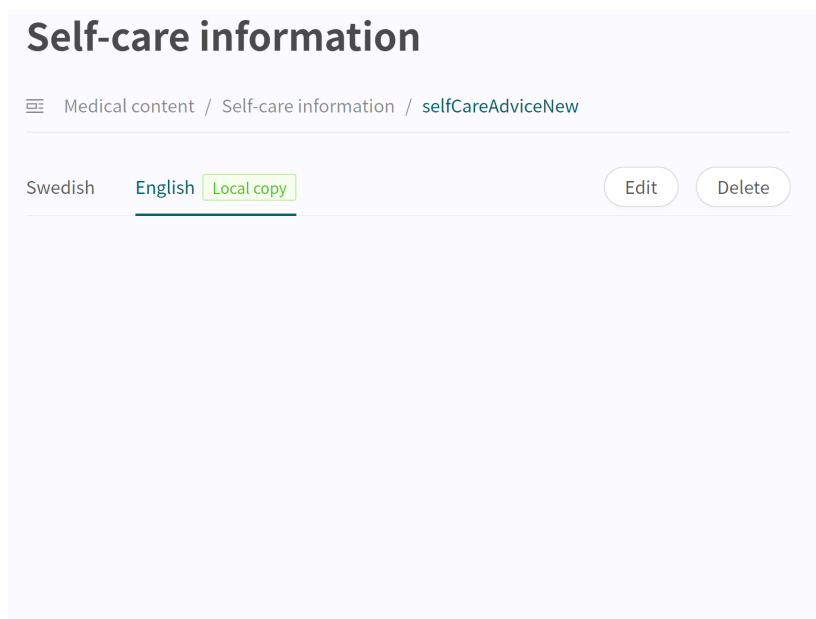 Self-care information
Medical content / Self-care information / selfCareAdviceNew
Swedish English Local copy Edit Delete